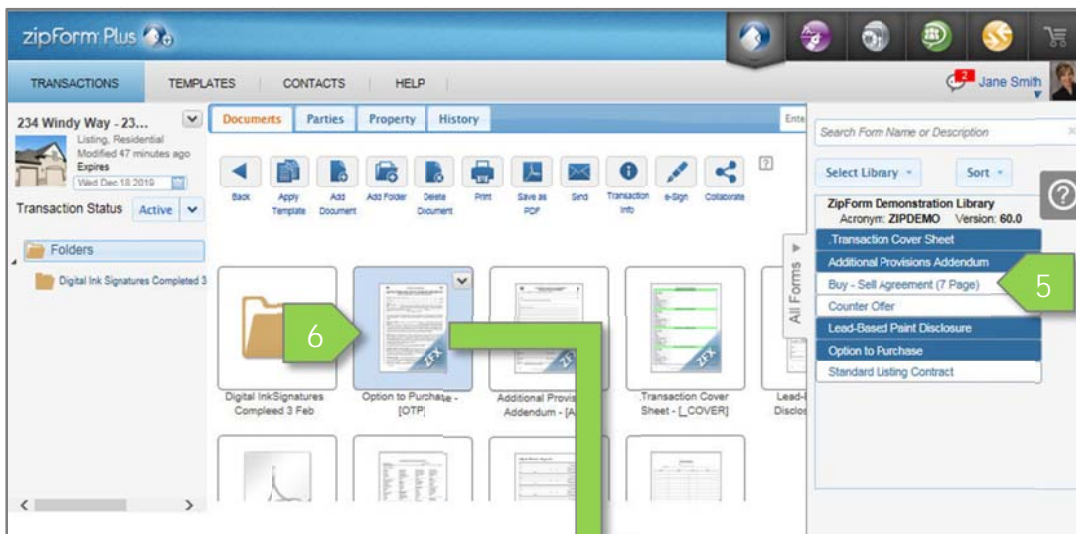 zipForm Plus
TRANSACTIONS TEMPLATES CONTACTS HELP
2 Jane Smith
234 Windy Way - 23...
Listing, Residential
Modified 47 minutes ago
Expires
Wed Dec 18 2019
Transaction Status Active
Folders
Digital Ink Signatures Completed 3
Documents Parties Property History
Ente
Back
Apply Template
Add Document
Add Folder
Delete Document
Print
Save as PDF
Send
Transaction Info
e-Sign
Collaborate
?
Digital InkSignatures
Compleed 3 Feb
6
ZFX
Option to Purchase -
[OTP]
ZFX
Additional Provis
Addendum - [A
ZFX
.Transaction Cover
Sheet - [_COVER]
Lead-
Disclos
All Forms
Search Form Name or Description
Select Library Sort
?
ZipForm Demonstration Library
Acronym: ZIPDEMO Version: 60.0
.Transaction Cover Sheet
Additional Provisions Addendum
Buy - Sell Agreement (7 Page)
5
Counter Offer
Lead-Based Paint Disclosure
Option to Purchase
Standard Listing Contract